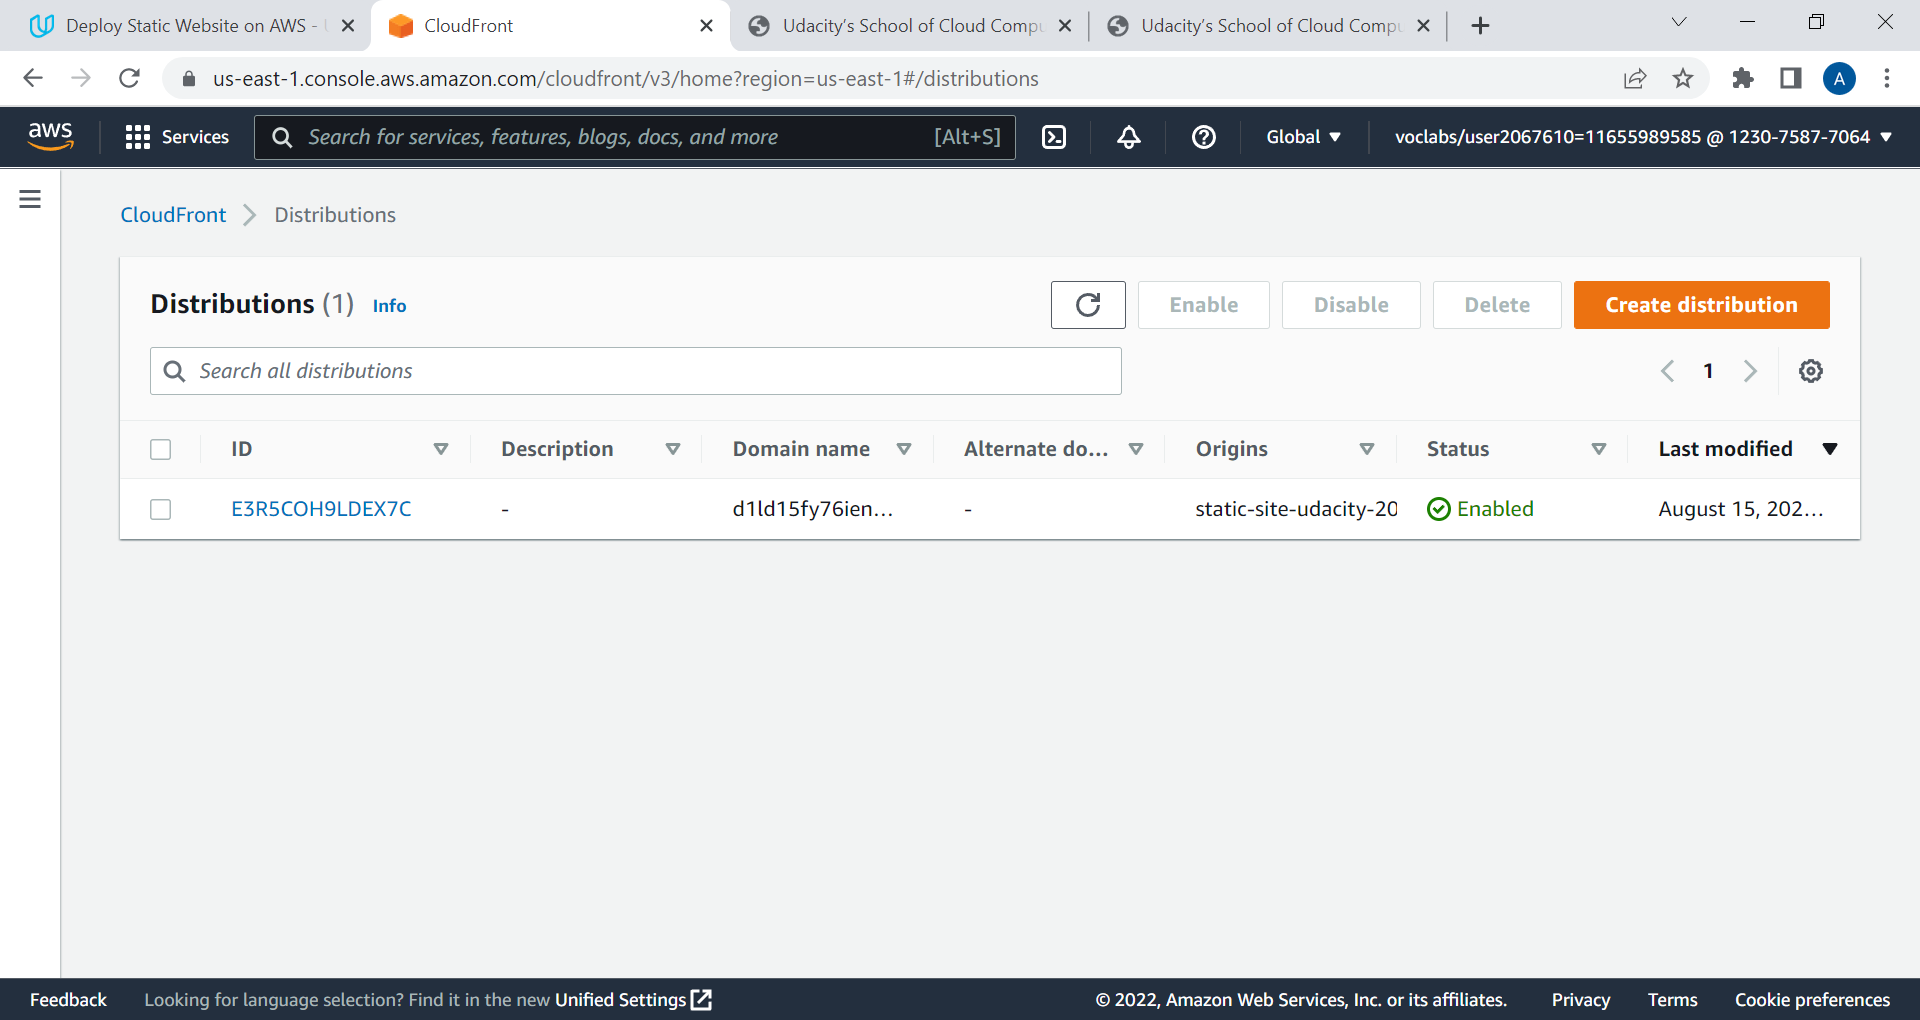 Deploy Static Website on AWS -
CloudFront
Udacity's School of Cloud Comp
Udacity's School of Cloud Comp
us-east-1.console.aws.amazon.com/cloudfront/v3/home?region=us-east-1#/distributions
A
aws
Services
Search for services, features, blogs, docs, and more
[Alt+S]
Global
voclabs/user2067610=11655989585 @ 1230-7587-7064
CloudFront
Distributions
Distributions (1)
Info
Enable
Disable
Delete
Create distribution
Search all distributions
1
ID
Description
Domain name
Alternate do...
Origins
Status
Last modified
E3R5COH9LDEX7C
-
d1ld15fy76ien...
-
static-site-udacity-20
Enabled
August 15, 202...
Feedback
Looking for language selection? Find it in the new Unified Settings
© 2022, Amazon Web Services, Inc. or its affiliates.
Privacy
Terms
Cookie preferences